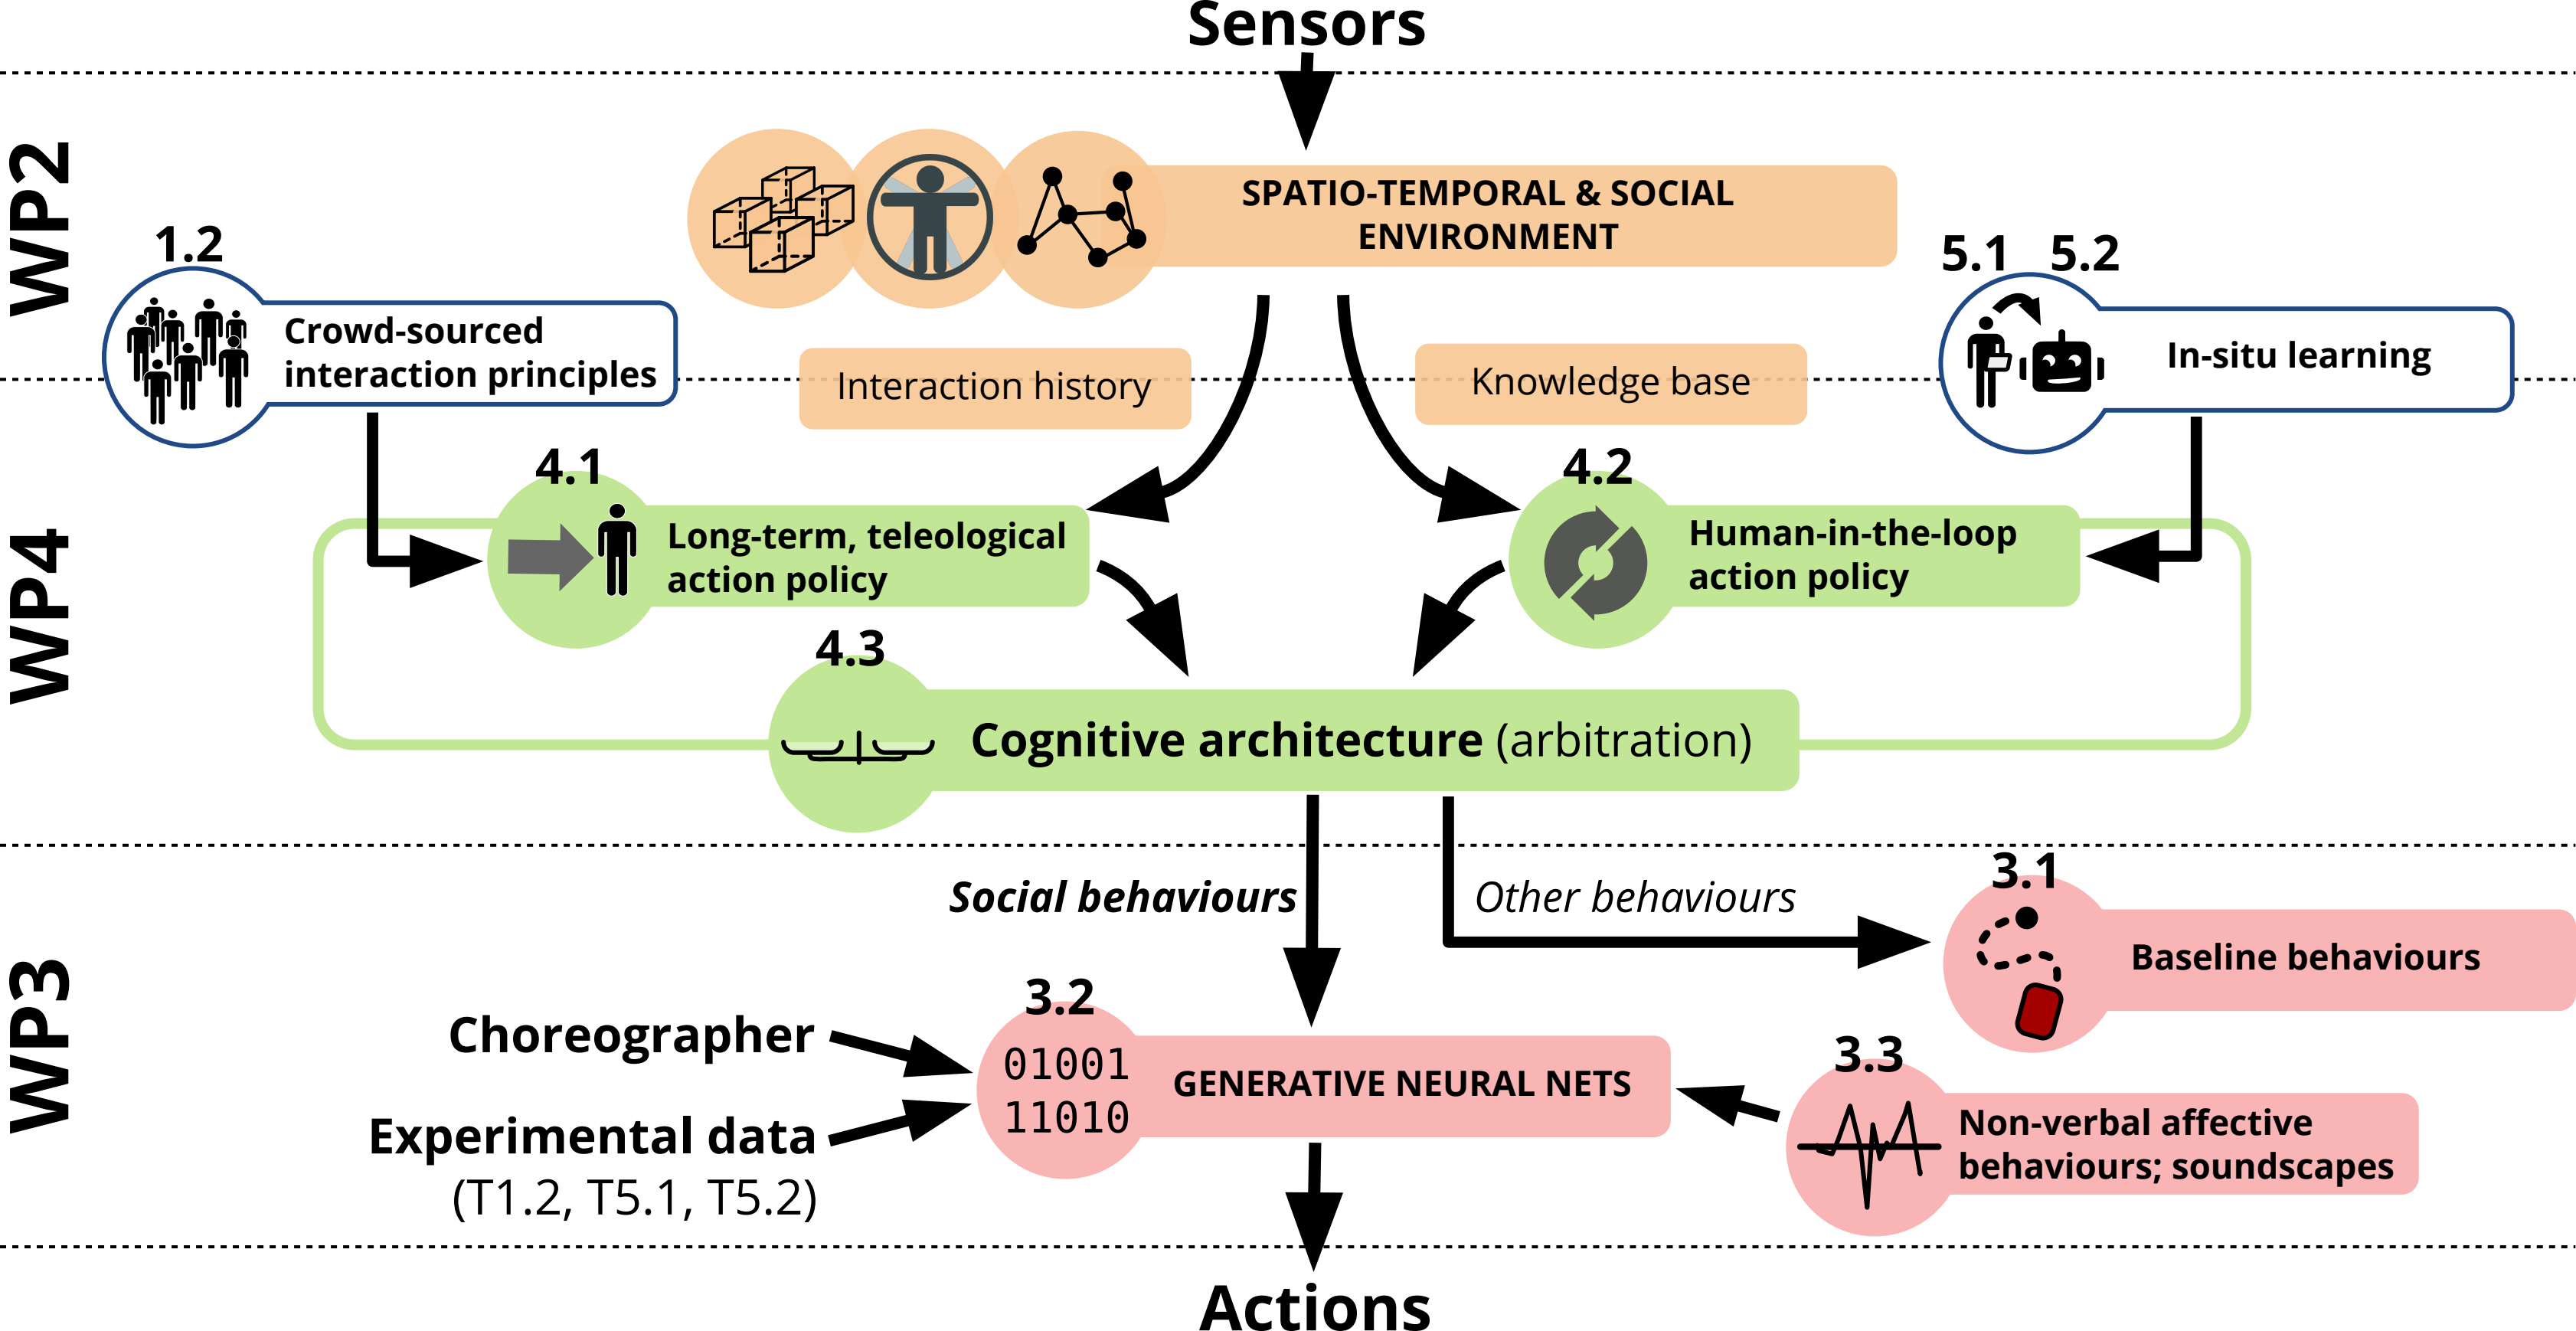 Sensors
WP2
SPATIO-TEMPORAL & SOCIAL
ENVIRONMENT
1.2
Crowd-sourced
interaction principles
5.1 5.2
In-situ learning
Interaction history
Knowledge base
WP4
4.1
Long-term, teleological
action policy
4.2
Human-in-the-loop
action policy
4.3
Cognitive architecture (arbitration)
WP3
Social behaviours
Other behaviours
3.1
Baseline behaviours
Choreographer
Experimental data
(T1.2, T5.1, T5.2)
3.2
01001
11010
GENERATIVE NEURAL NETS
3.3
Non-verbal affective
behaviours; soundscapes
Actions